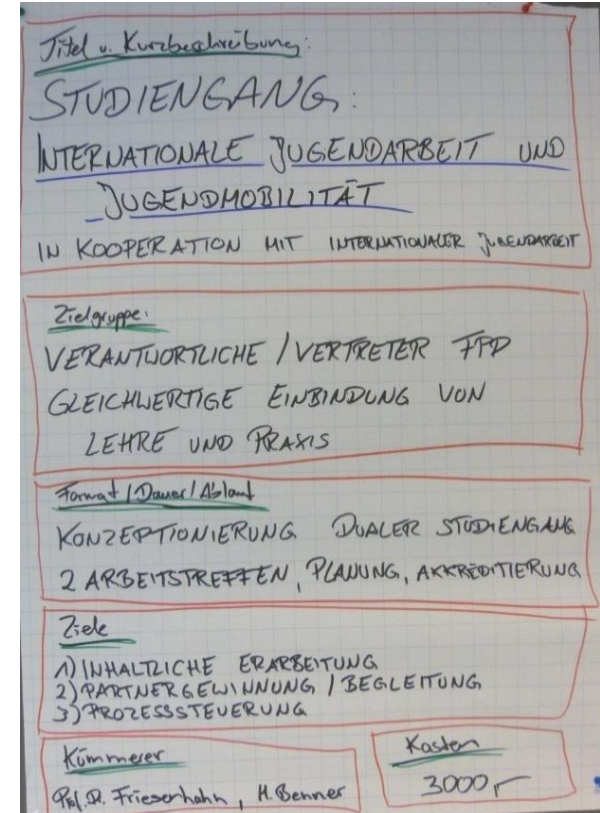 Titel u. Kurzbeschreibung:
STUDIENGANG:
INTERNATIONALE JUGENDARBEIT UND
JUGENDMOBILITÄT
IN KOOPERATION MIT INTERNATIONALER JUGENDARBEIT
Zielgruppe:
VERANTWORTLICHE / VERTRETER FPD
GLEICHWERTIGE EINBINDUNG VON
LEHRE UND PRAXIS
Format / Dauer / Ablauf
KONZEPTIONIERUNG DUALER STUDIENGANG
2 ARBEITSTREFFEN, PLANUNG, AKKREDITIERUNG
Ziele
1) INHALTLICHE ERARBEITUNG
2) PARTNERGEWINNUNG / BEGLEITUNG
3) PROZESSSTEUERUNG
Kümmerer
Prof. Dr. Friesenhahn, H. Benner
Kosten
3000,-